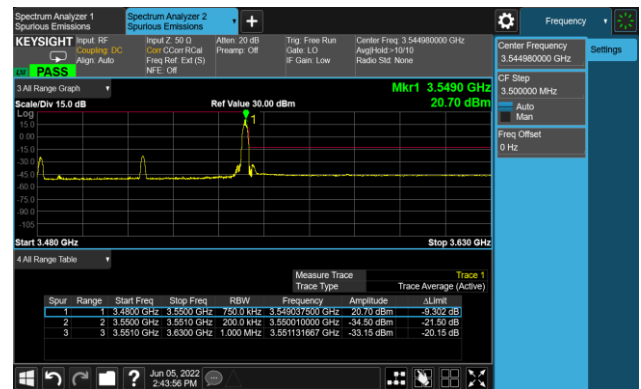 Spectrum Analyzer 1
Spurious Emissions
Spectrum Analyzer 2
Spurious Emissions
Frequency
KEYSIGHT
Input: RF
Coupling: DC
Align: Auto
Input Z: 50 Ω
Corr CCorr RCal
Freq Ref: Ext (S)
NFE: Off
Atten: 20 dB
Preamp: Off
Trig: Free Run
Gate: LO
IF Gain: Low
Center Freq: 3.544980000 GHz
Avg|Hold:>10/10
Radio Std: None
PASS
Center Frequency
3.544980000 GHz
Settings
CF Step
3.500000 MHz
Auto
Man
Freq Offset
0 Hz
3 All Range Graph
Mkr1 3.5490 GHz
Scale/Div 15.0 dB
Ref Value 30.00 dBm
20.70 dBm
Log
1
15.0
0.00
-15.0
-30.0
-45.0
-60.0
-75.0
-90.0
-105
Start 3.480 GHz
Stop 3.630 GHz
4 All Range Table
Measure Trace Trace 1
Trace Type Trace Average (Active)
Spur Range Start Freq Stop Freq RBW Frequency Amplitude ΔLimit
1 1 3.4800 GHz 3.5500 GHz 750.0 kHz 3.549037500 GHz 20.70 dBm -9.302 dB
2 2 3.5500 GHz 3.5510 GHz 200.0 kHz 3.550010000 GHz -34.50 dBm -21.50 dB
3 3 3.5510 GHz 3.6300 GHz 1.000 MHz 3.551131667 GHz -33.15 dBm -20.15 dB
?
Jun 05, 2022
2:43:56 PM